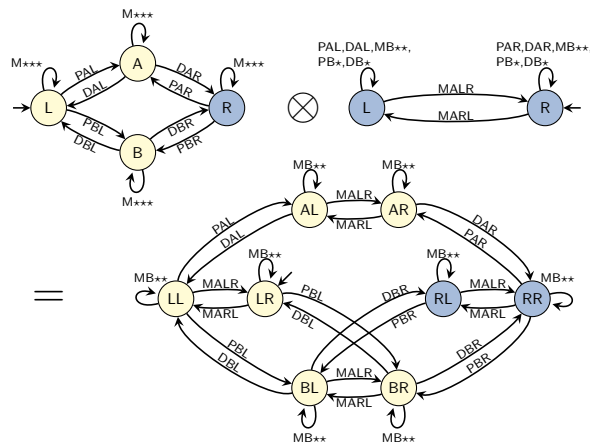 M⋆⋆⋆
PAL,DAL,MB⋆⋆,
PB⋆,DB⋆
PAR,DAR,MB⋆⋆,
PB⋆,DB⋆
M⋆⋆⋆ PAL A DAR M⋆⋆⋆
DAL PAR
L R ⊗ L MALR R
MARL
PBL DBR
DBL B PBR
M⋆⋆⋆
MB⋆⋆ MB⋆⋆
AL MALR AR
MARL
PAL DAR
DAL PAR
MB⋆⋆ MB⋆⋆ MB⋆⋆ MB⋆⋆
= LL MALR LR PBL DBR RL MALR RR
MARL DBL PBR MARL
PBL DBR
DBL PBR
BL MALR BR
MARL
MB⋆⋆ MB⋆⋆